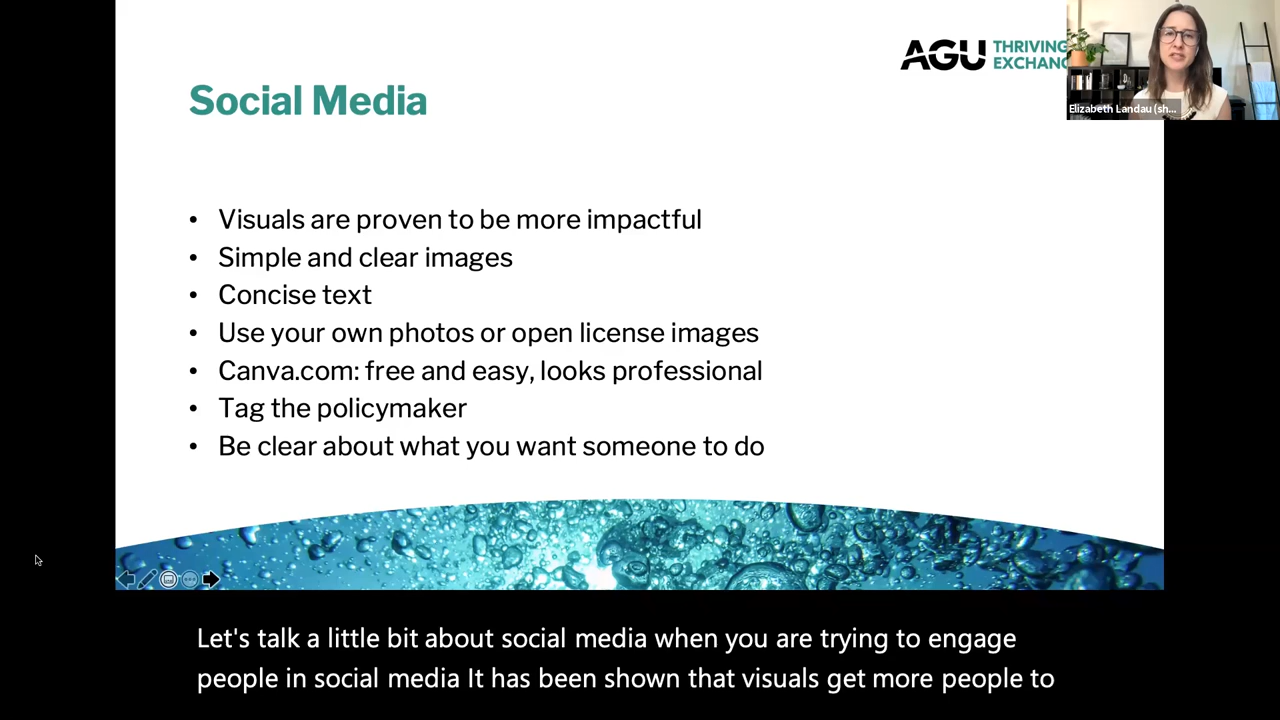 AGU THRIVING
EXCHANG
Elizabeth Landau (sh...
Social Media
• Visuals are proven to be more impactful
• Simple and clear images
• Concise text
• Use your own photos or open license images
• Canva.com: free and easy, looks professional
• Tag the policymaker
• Be clear about what you want someone to do
Let's talk a little bit about social media when you are trying to engage
people in social media It has been shown that visuals get more people to